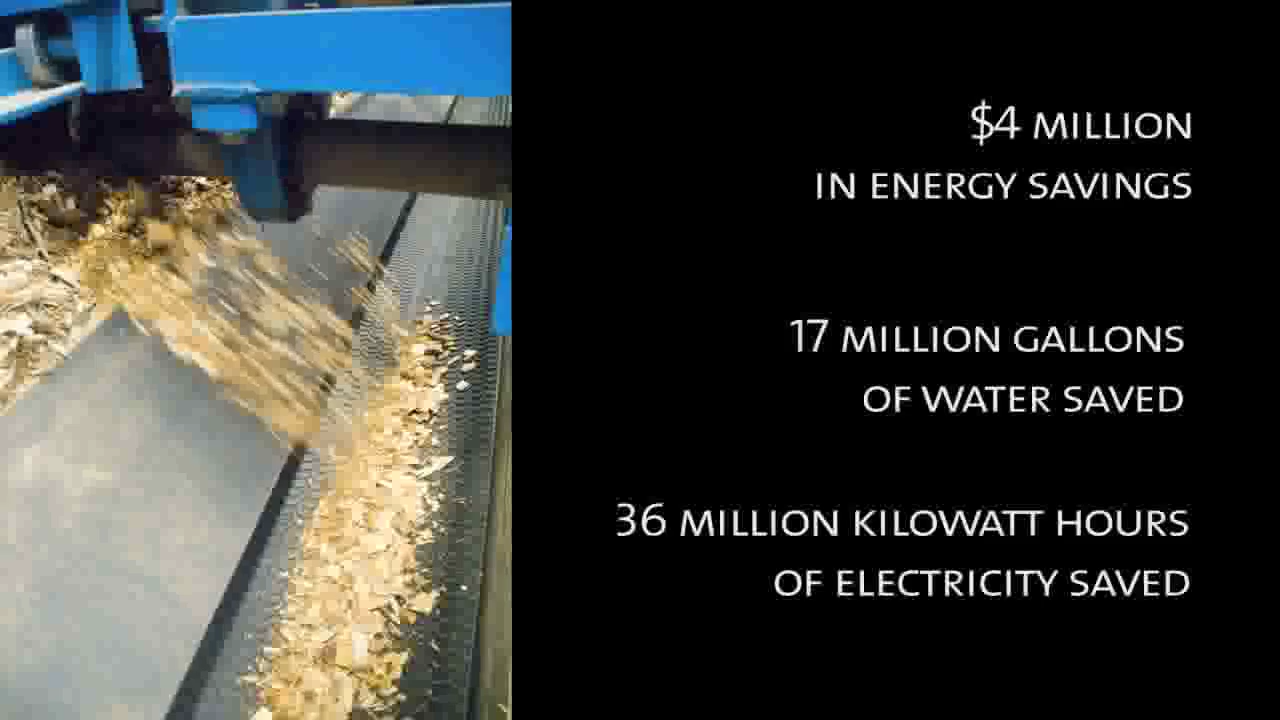 $4 MILLION
IN ENERGY SAVINGS
17 MILLION GALLONS
OF WATER SAVED
36 MILLION KILOWATT HOURS
OF ELECTRICITY SAVED